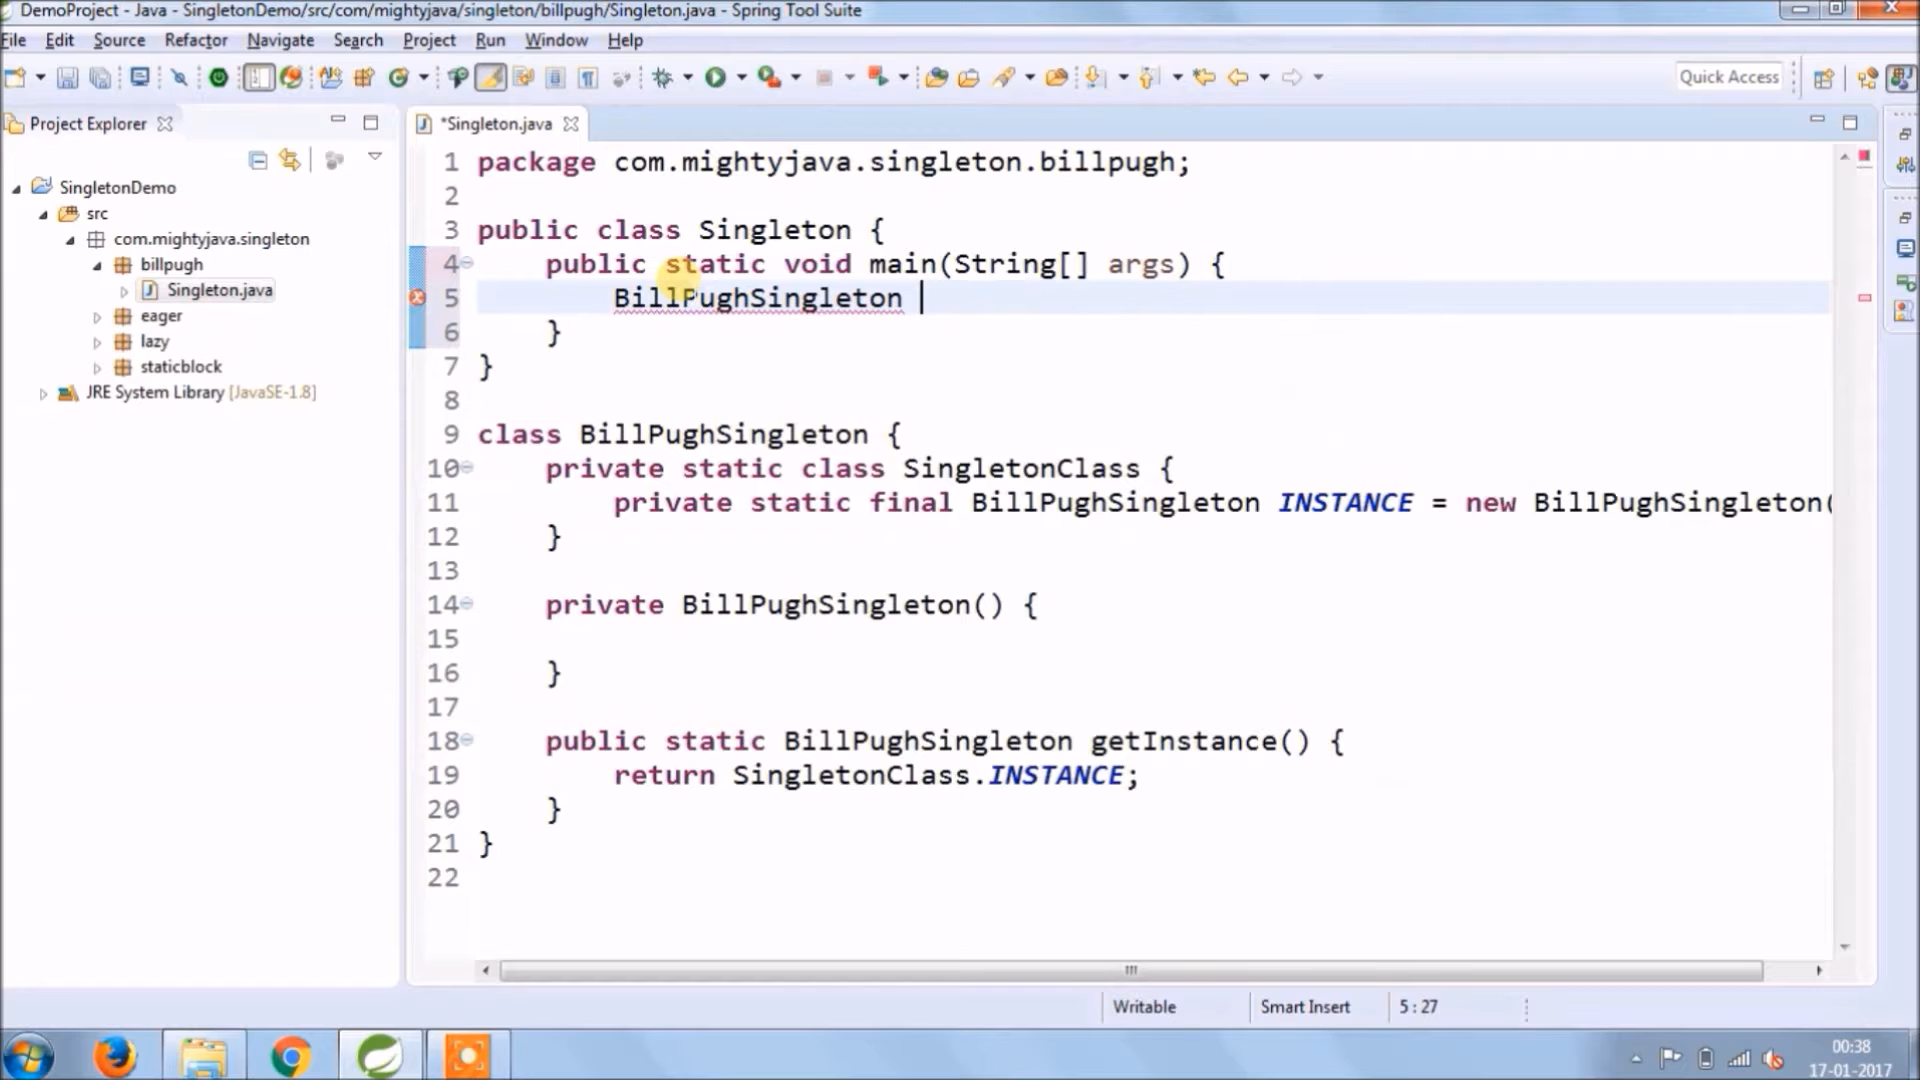 DemoProject - Java - SingletonDemo/src/com/mightyjava/singleton/billpugh/Singleton.java - Spring Tool Suite
File Edit Source Refactor Navigate Search Project Run Window Help
Quick Access
Project Explorer
*Singleton.java
SingletonDemo
src
com.mightyjava.singleton
billpugh
Singleton.java
eager
lazy
staticblock
JRE System Library [JavaSE-1.8]
1 package com.mightyjava.singleton.billpugh;
2
3 public class Singleton {
4 public static void main(String[] args) {
5 BillPughSingleton
6 }
7 }
8
9 class BillPughSingleton {
10 private static class SingletonClass {
11 private static final BillPughSingleton INSTANCE = new BillPughSingleton(
12 }
13
14 private BillPughSingleton() {
15
16 }
17
18 public static BillPughSingleton getInstance() {
19 return SingletonClass.INSTANCE;
20 }
21 }
22
Writable Smart Insert 5 : 27
00:38
17-01-2017